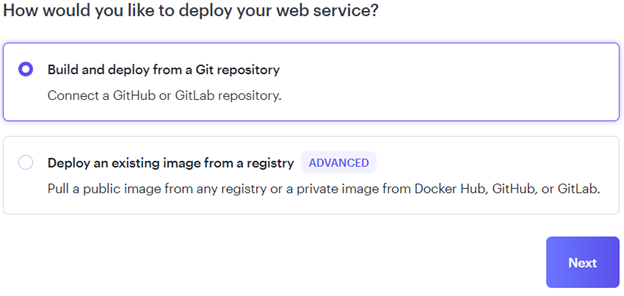 How would you like to deploy your web service?
Build and deploy from a Git repository
Connect a GitHub or GitLab repository.
Deploy an existing image from a registry ADVANCED
Pull a public image from any registry or a private image from Docker Hub, GitHub, or GitLab.
Next